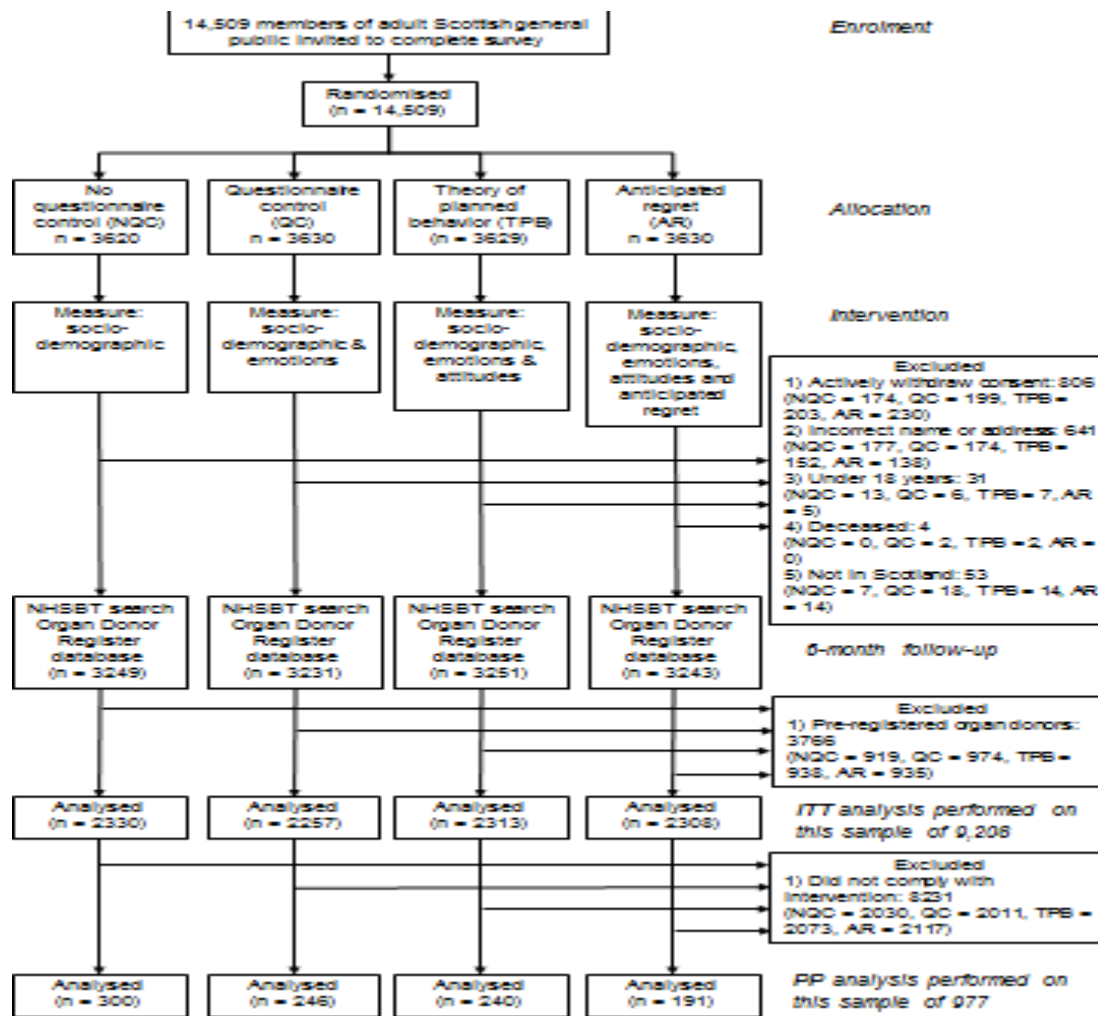 14,509 members of adult Scottish general
public invited to complete survey
Enrolment
Randomised
(n = 14,509)
No
questionnaire
control (NQC)
n = 3620
Questionnaire
control
(QC)
n = 3630
Theory of
planned
behavior (TPB)
(n = 3629)
Anticipated
regret
(AR)
n = 3630
Allocation
Measure:
socio-
demographic
Measure:
socio-
demographic &
emotions
Measure:
socio-
demographic,
emotions &
attitudes
Measure:
socio-
demographic,
emotions,
attitudes and
anticipated
regret
Intervention
Excluded
1) Actively withdraw consent: 806
(NQC = 174, QC = 199, TPB =
203, AR = 230)
2) Incorrect name or address: 641
(NQC = 177, QC = 174, TPB =
152, AR = 138)
3) Under 18 years: 31
(NQC = 13, QC = 6, TPB = 7, AR
= 5)
4) Deceased: 4
(NQC = 0, QC = 2, TPB = 2, AR =
0)
5) Not in Scotland: 53
(NQC = 7, QC = 18, TPB = 14, AR
= 14)
NHSBT search
Organ Donor
Register
database
(n = 3249)
NHSBT search
Organ Donor
Register
database
(n = 3231)
NHSBT search
Organ Donor
Register
database
(n = 3251)
NHSBT search
Organ Donor
Register
database
(n = 3243)
6-month follow-up
Excluded
1) Pre-registered organ donors:
3766
(NQC = 919, QC = 974, TPB =
938, AR = 935)
Analysed
(n = 2330)
Analysed
(n = 2257)
Analysed
(n = 2313)
Analysed
(n = 2308)
ITT analysis performed on
this sample of 9,208
Excluded
1) Did not comply with
intervention: 8231
(NQC = 2030, QC = 2011, TPB =
2073, AR = 2117)
Analysed
(n = 300)
Analysed
(n = 246)
Analysed
(n = 240)
Analysed
(n = 191)
PP analysis performed on
this sample of 977